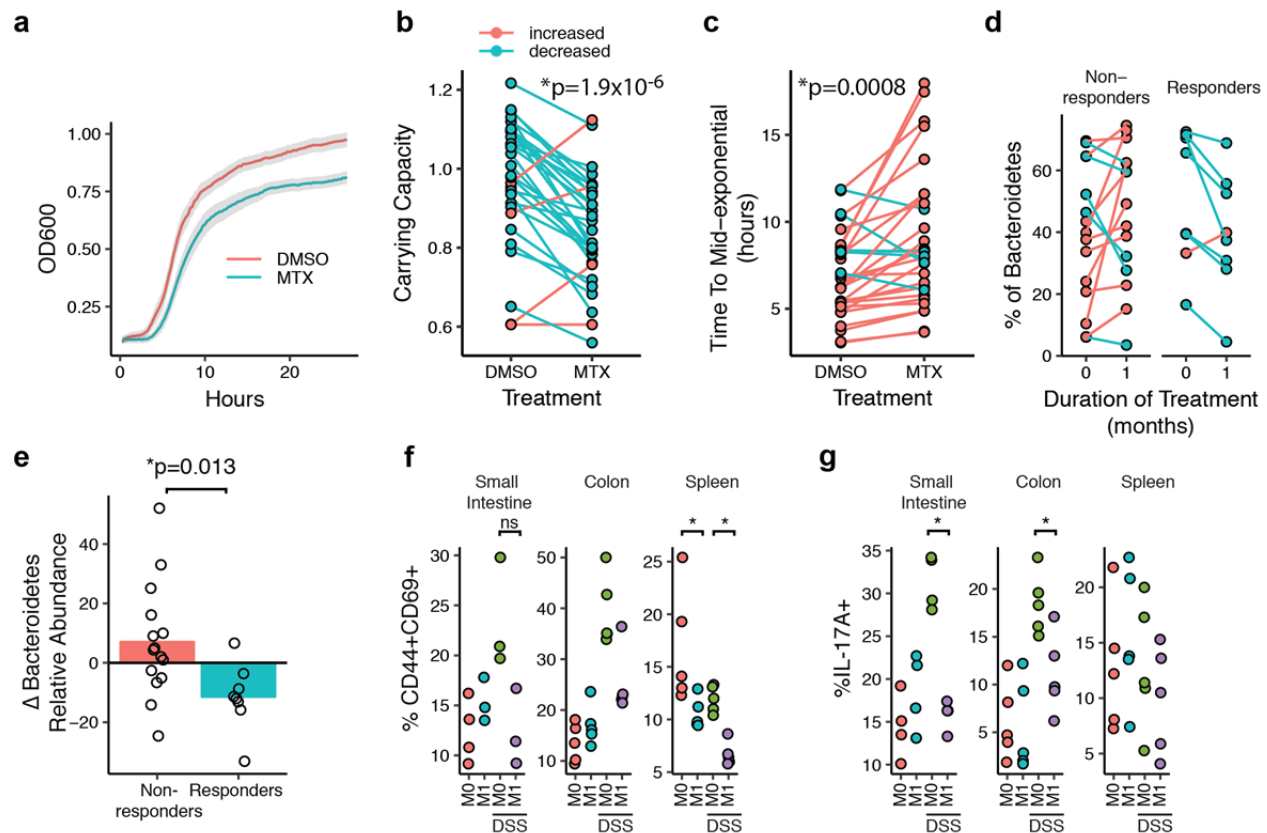 a
1.00
0.75
0.50
0.25
OD600
DMSO
MTX
0
10
20
Hours
b
increased
decreased
*p=1.9x10-6
1.2
1.0
0.8
0.6
Carrying Capacity
DMSO
MTX
Treatment
c
*p=0.0008
15
10
5
Time To Mid–exponential
(hours)
DMSO
MTX
Treatment
d
Non–
responders
Responders
60
40
20
0
% of Bacteroidetes
0
1
0
1
Duration of Treatment
(months)
e
*p=0.013
40
20
0
−20
Δ Bacteroidetes
Relative Abundance
Non-
responders
Responders
f
Small
Intestine
Colon
Spleen
ns
*
*
30
25
20
15
10
50
40
30
20
10
25
20
15
10
5
% CD44+CD69+
M0
M1
M0
M1
DSS
M0
M1
M0
M1
DSS
M0
M1
M0
M1
DSS
g
Small
Intestine
Colon
Spleen
*
*
35
30
25
20
15
10
20
15
10
5
20
15
10
5
%IL-17A+
M0
M1
M0
M1
DSS
M0
M1
M0
M1
DSS
M0
M1
M0
M1
DSS